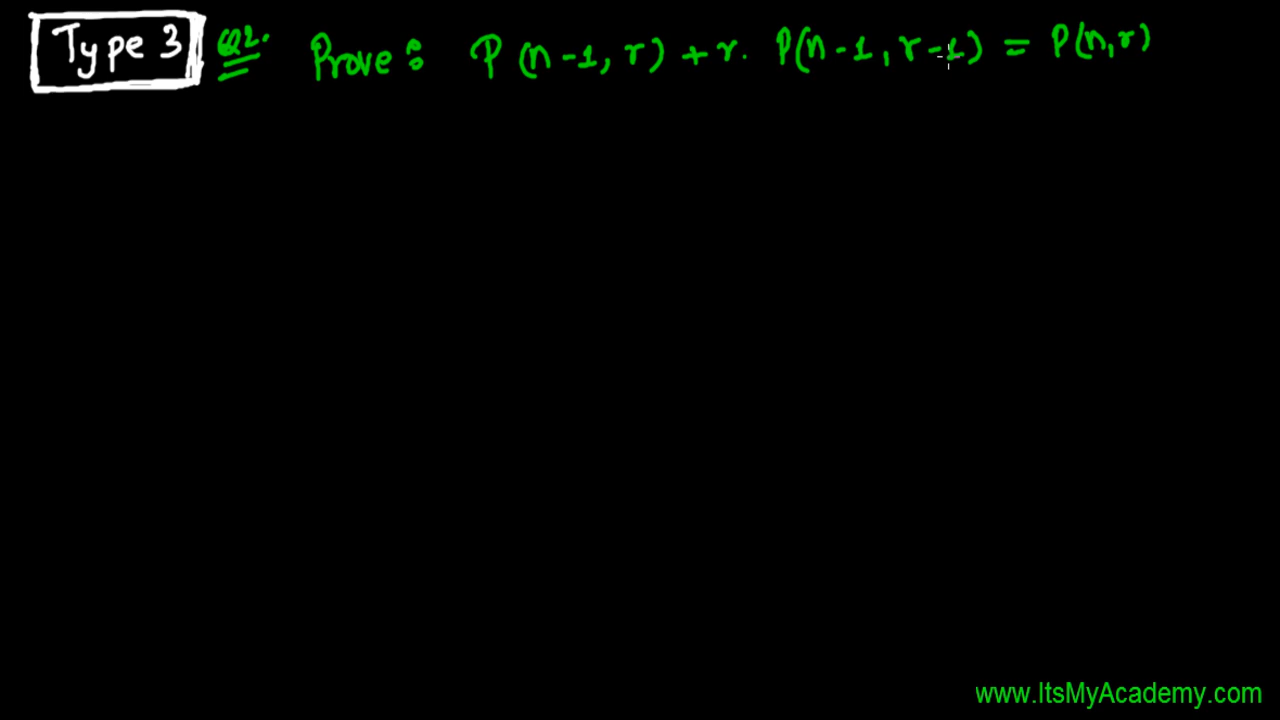 Type 3 Q2. Prove : P (n-1, r) + r. P(n-1, r-1) = P(n,r)
www.ItsMyAcademy.com